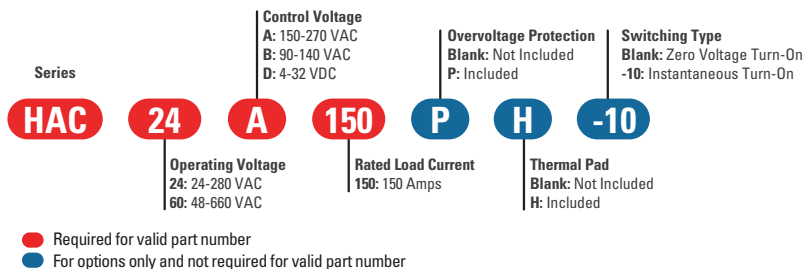 Control Voltage
A: 150-270 VAC
B: 90-140 VAC
D: 4-32 VDC
Overvoltage Protection
Blank: Not Included
P: Included
Switching Type
Blank: Zero Voltage Turn-On
-10: Instantaneous Turn-On
Series
HAC 24 A 150 P H -10
Operating Voltage
24: 24-280 VAC
60: 48-660 VAC
Rated Load Current
150: 150 Amps
Thermal Pad
Blank: Not Included
H: Included
Required for valid part number
For options only and not required for valid part number